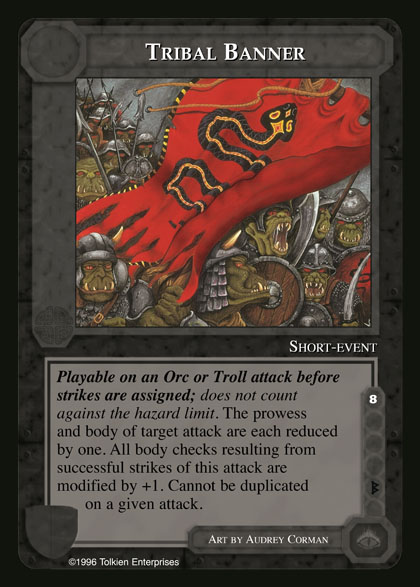 TRIBAL BANNER
SHORT-EVENT
Playable on an Orc or Troll attack before
strikes are assigned; does not count
against the hazard limit. The prowess
and body of target attack are each reduced
by one. All body checks resulting from
successful strikes of this attack are
modified by +1. Cannot be duplicated
on a given attack.
8
ART BY AUDREY CORMAN
©1996 Tolkien Enterprises